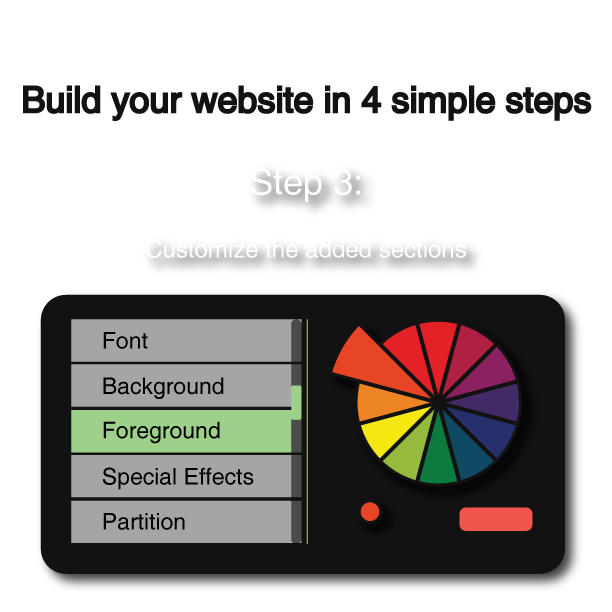 Build your website in 4 simple steps
Step 3:
Customize the added sections
Font
Background
Foreground
Special Effects
Partition